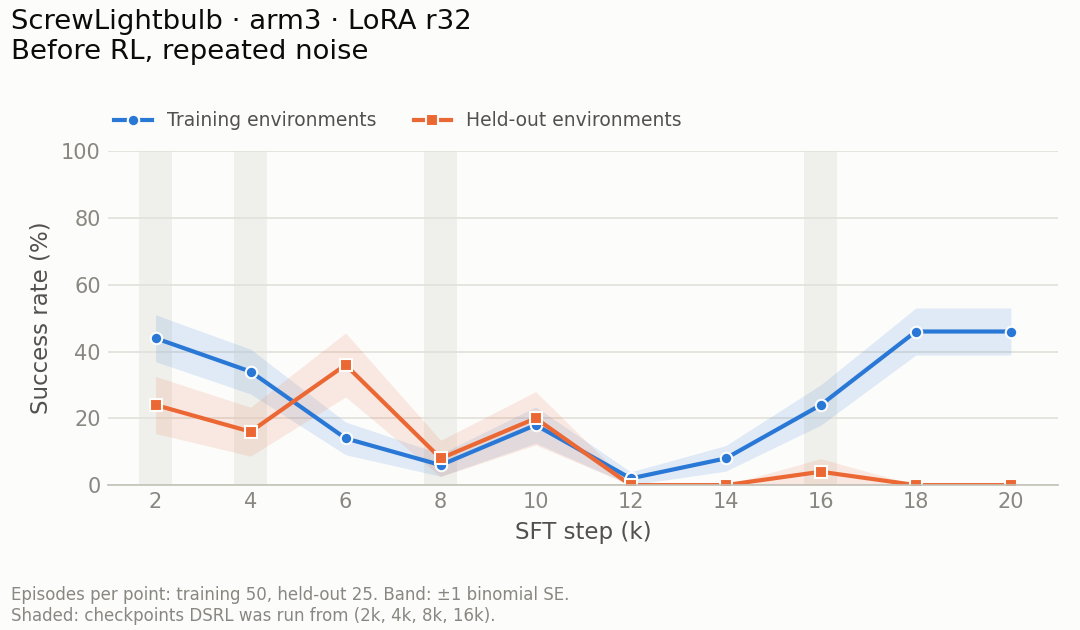 ScrewLightbulb · arm3 · LoRA r32
Before RL, repeated noise
Training environments
Held-out environments
Success rate (%)
100
80
60
40
20
0
2 4 6 8 10 12 14 16 18 20
SFT step (k)
Episodes per point: training 50, held-out 25. Band: ±1 binomial SE.
Shaded: checkpoints DSRL was run from (2k, 4k, 8k, 16k).